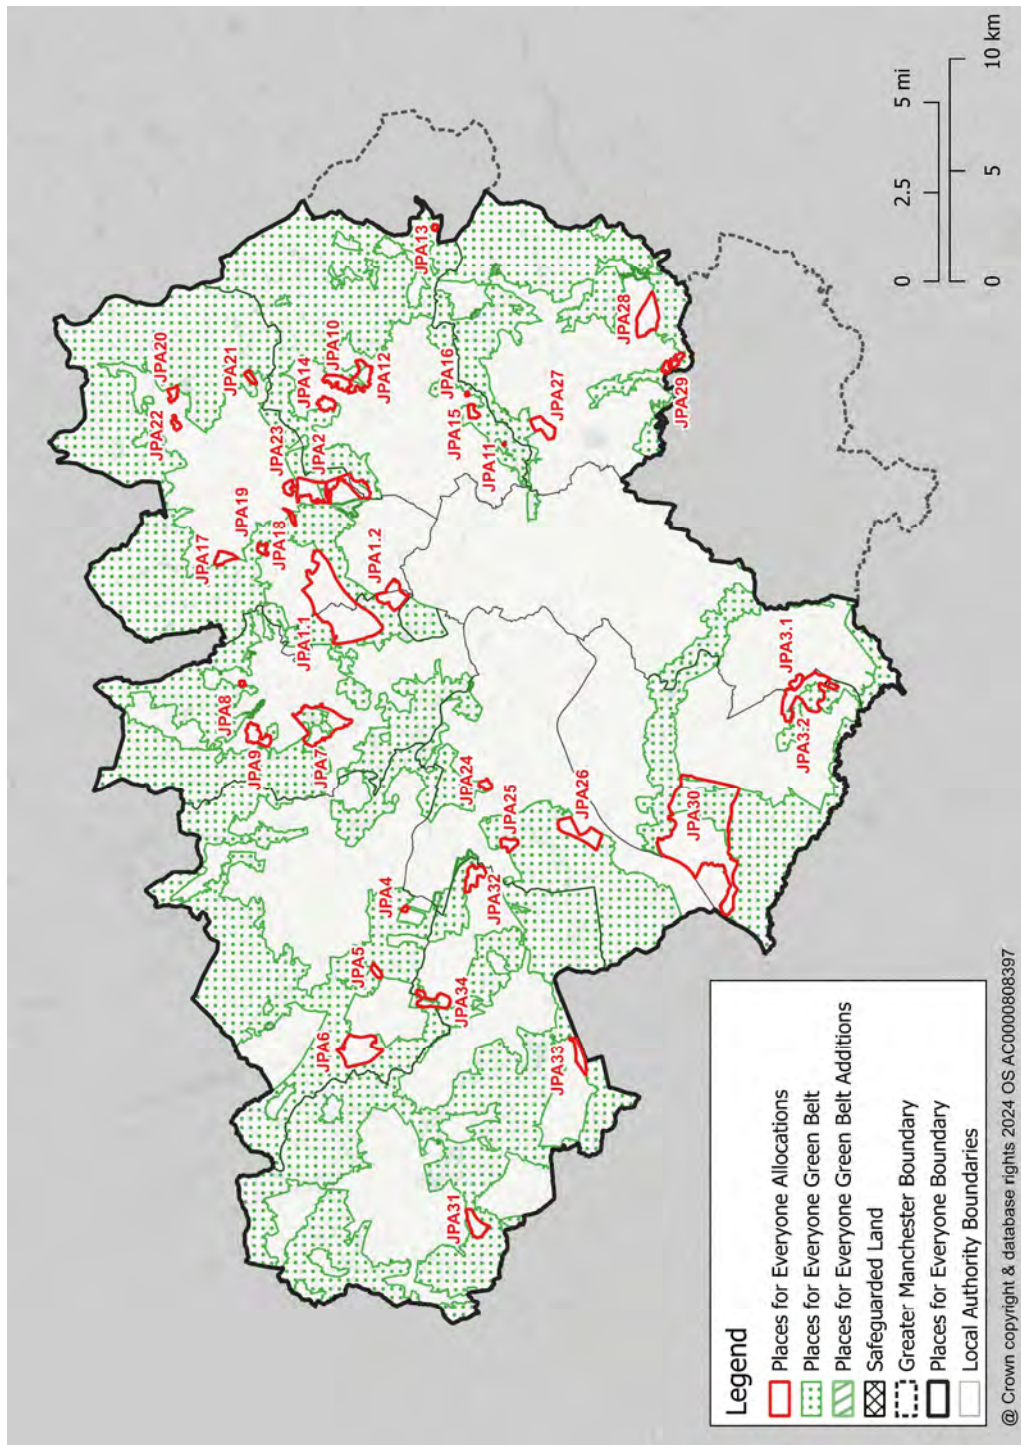 JPA20
JPA22
JPA21
JPA23
JPA2
JPA19
JPA18
JPA17
JPA14
JPA10
JPA12
JPA13
JPA16
JPA15
JPA11
JPA27
JPA28
JPA29
JPA1.1
JPA1.2
JPA8
JPA9
JPA7
JPA24
JPA25
JPA26
JPA30
JPA3.1
JPA3.2
JPA4
JPA32
JPA5
JPA34
JPA6
JPA33
JPA31
0 2.5 5 mi
0 5 10 km
Legend
Places for Everyone Allocations
Places for Everyone Green Belt
Places for Everyone Green Belt Additions
Safeguarded Land
Greater Manchester Boundary
Places for Everyone Boundary
Local Authority Boundaries
@ Crown copyright & database rights 2024 OS AC0000808397